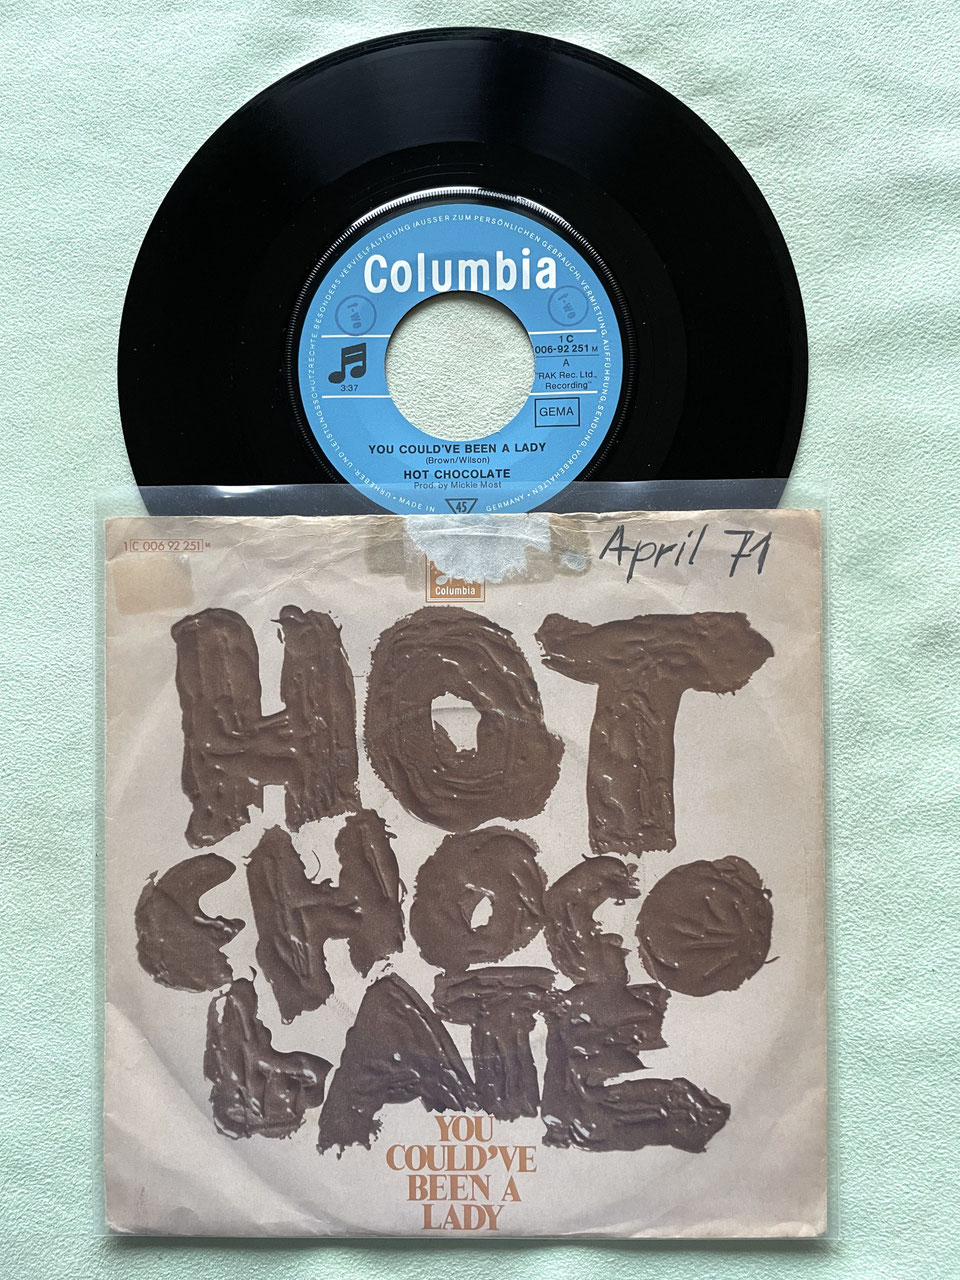 URHEBER- UND LEISTUNGSSCHUTZRECHTE, BESONDERS VERVIELFÄLTIGUNG (AUSSER ZUM PERSÖNLICHEN GEBRAUCH), VERMIETUNG, AUFFÜHRUNG, SENDUNG, VORBEHALTEN • MADE IN GERMANY •
Columbia
1 C
006-92 251 M
A
"RAK Rec. Ltd.,
Recording"
3:37
GEMA
YOU COULD'VE BEEN A LADY
(Brown/Wilson)
HOT CHOCOLATE
Prod. by Mickie Most
45
1C 006 92 251 M
April 71
Columbia
HOT
CHOCO
LATE
YOU
COULD'VE
BEEN A
LADY